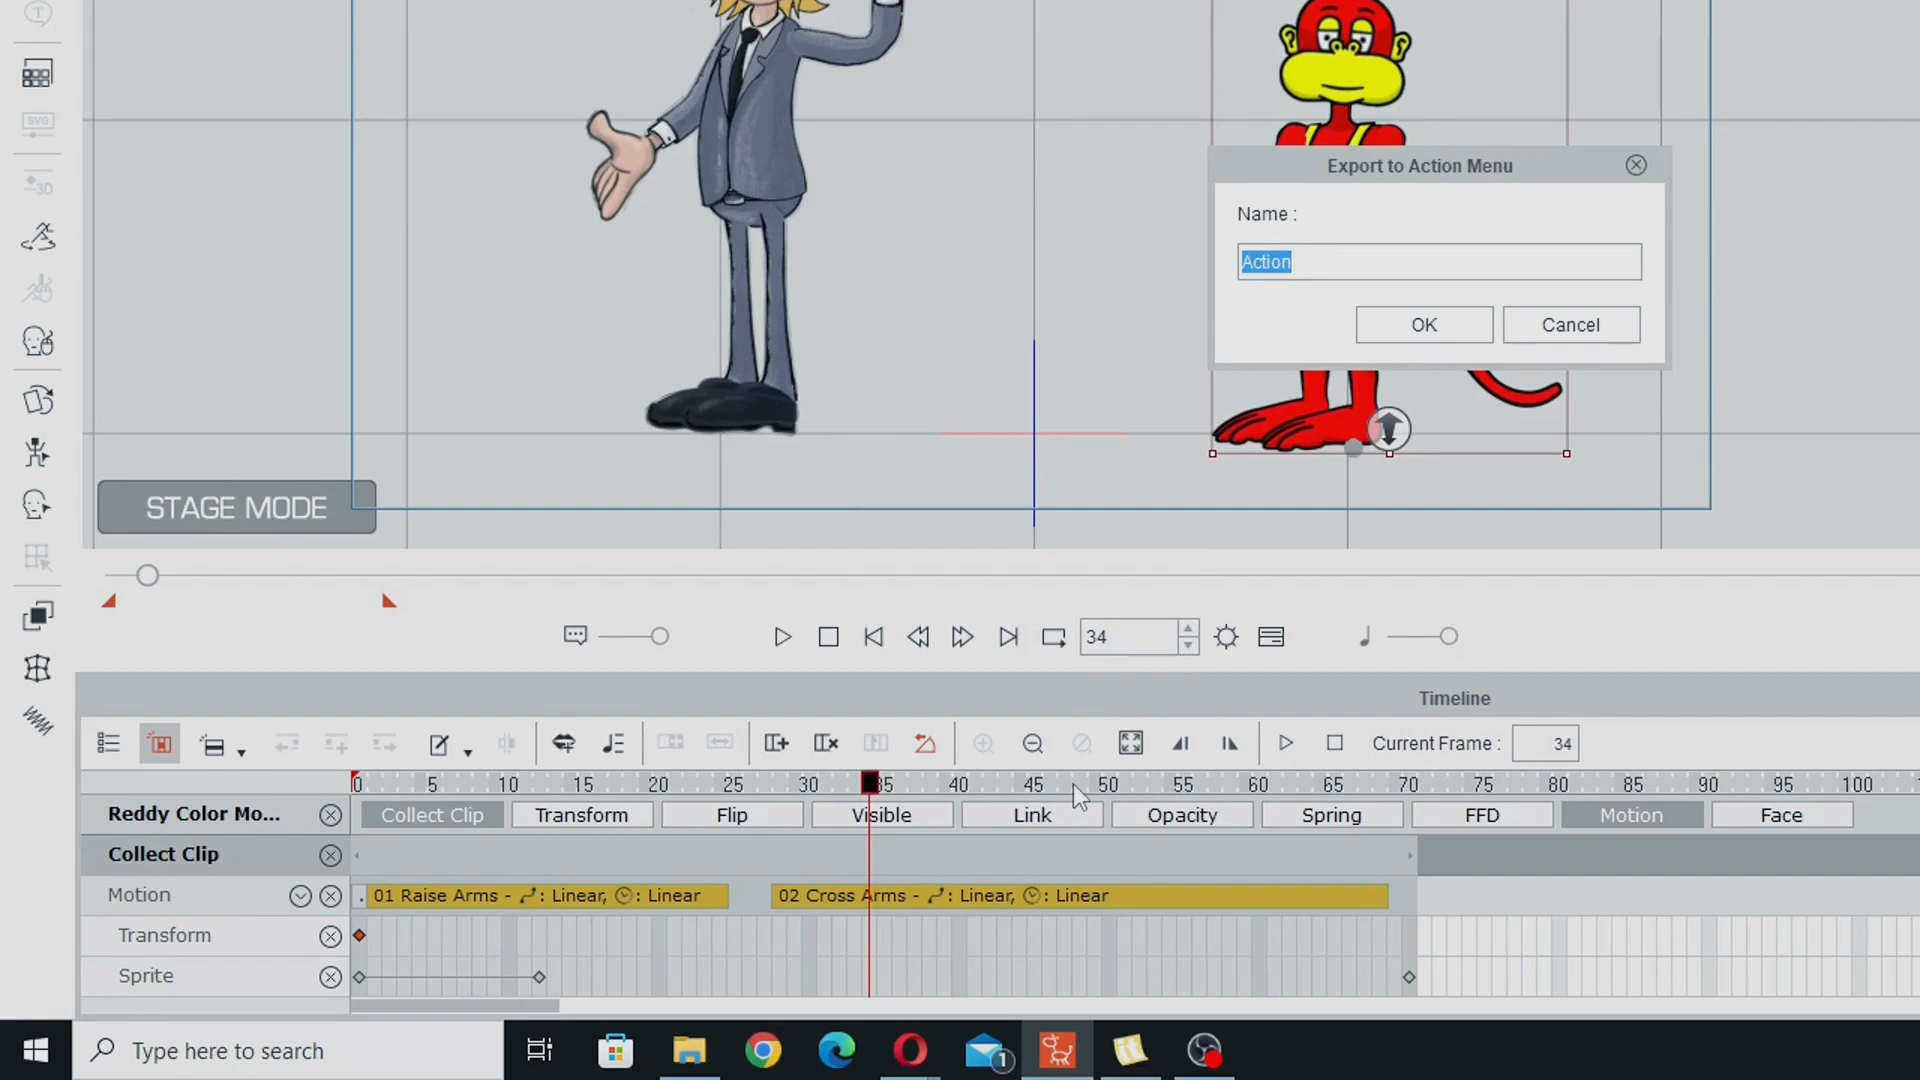 T
SVG
3D
Export to Action Menu
Name :
Action
OK
Cancel
STAGE MODE
34
Timeline
Current Frame :
34
0 5 10 15 20 25 30 35 40 45 50 55 60 65 70 75 80 85 90 95 100
Reddy Color Mo...
Collect Clip
Transform
Flip
Visible
Link
Opacity
Spring
FFD
Motion
Face
Collect Clip
Motion
01 Raise Arms - : Linear, : Linear
02 Cross Arms - : Linear, : Linear
Transform
Sprite
Type here to search
1